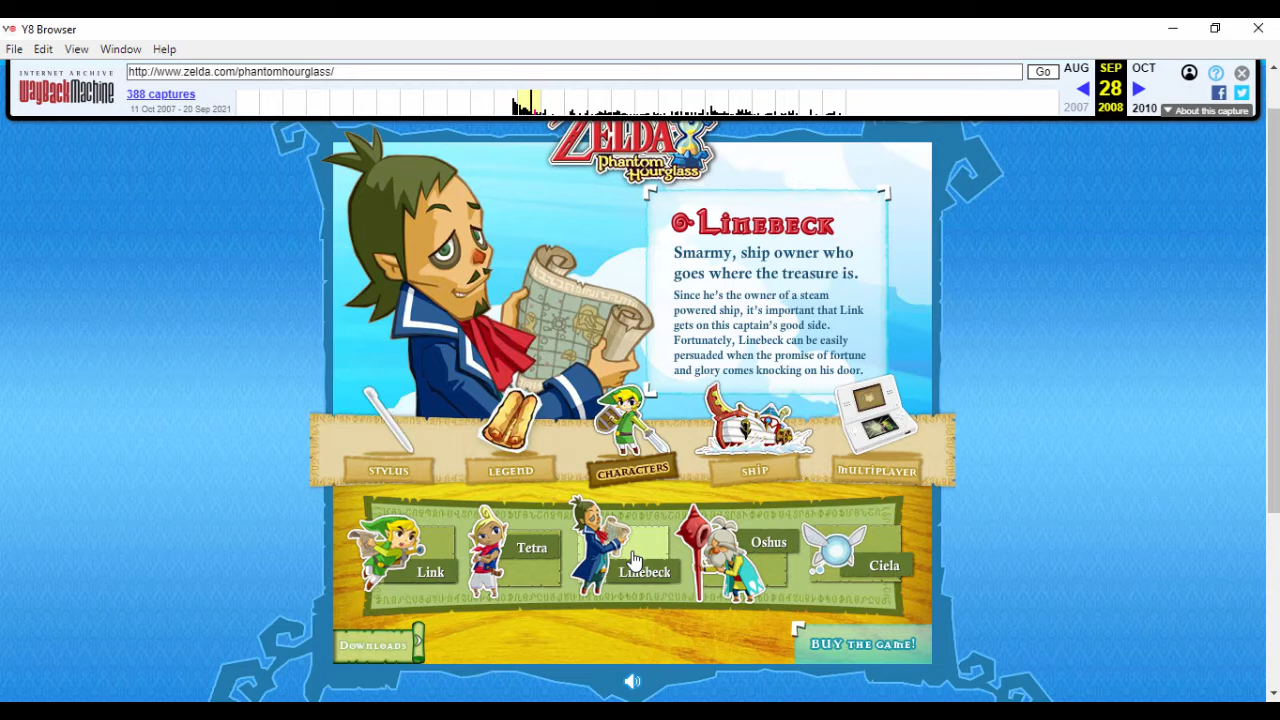 Y8 Browser
File Edit View Window Help
INTERNET ARCHIVE
WayBackMachine
http://www.zelda.com/phantomhourglass/
Go
AUG SEP OCT
388 captures
28
11 Oct 2007 - 20 Sep 2021
2007 2008 2010
About this capture
ZELDA
Phantom Hourglass
Linebeck
Smarmy, ship owner who
goes where the treasure is.
Since he's the owner of a steam
powered ship, it's important that Link
gets on this captain's good side.
Fortunately, Linebeck can be easily
persuaded when the promise of fortune
and glory comes knocking on his door.
STYLUS
LEGEND
CHARACTERS
SHIP
MULTIPLAYER
Link
Tetra
Linebeck
Oshus
Ciela
DOWNLOADS
BUY THE GAME!